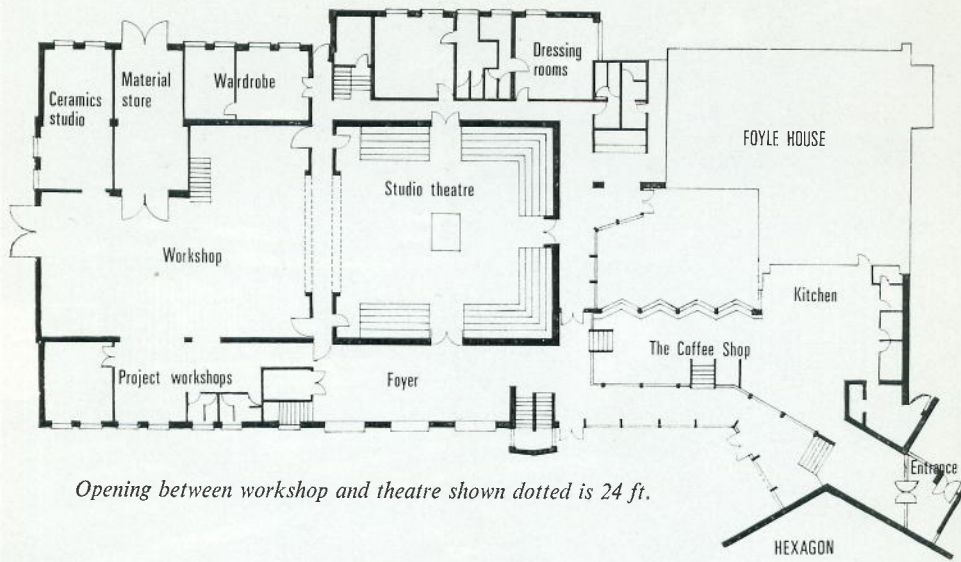 Dressing
rooms
Material
store
Wardrobe
Ceramics
studio
FOYLE HOUSE
Studio theatre
Workshop
Kitchen
The Coffee Shop
Project workshops
Foyer
Entrance
Opening between workshop and theatre shown dotted is 24 ft.
HEXAGON